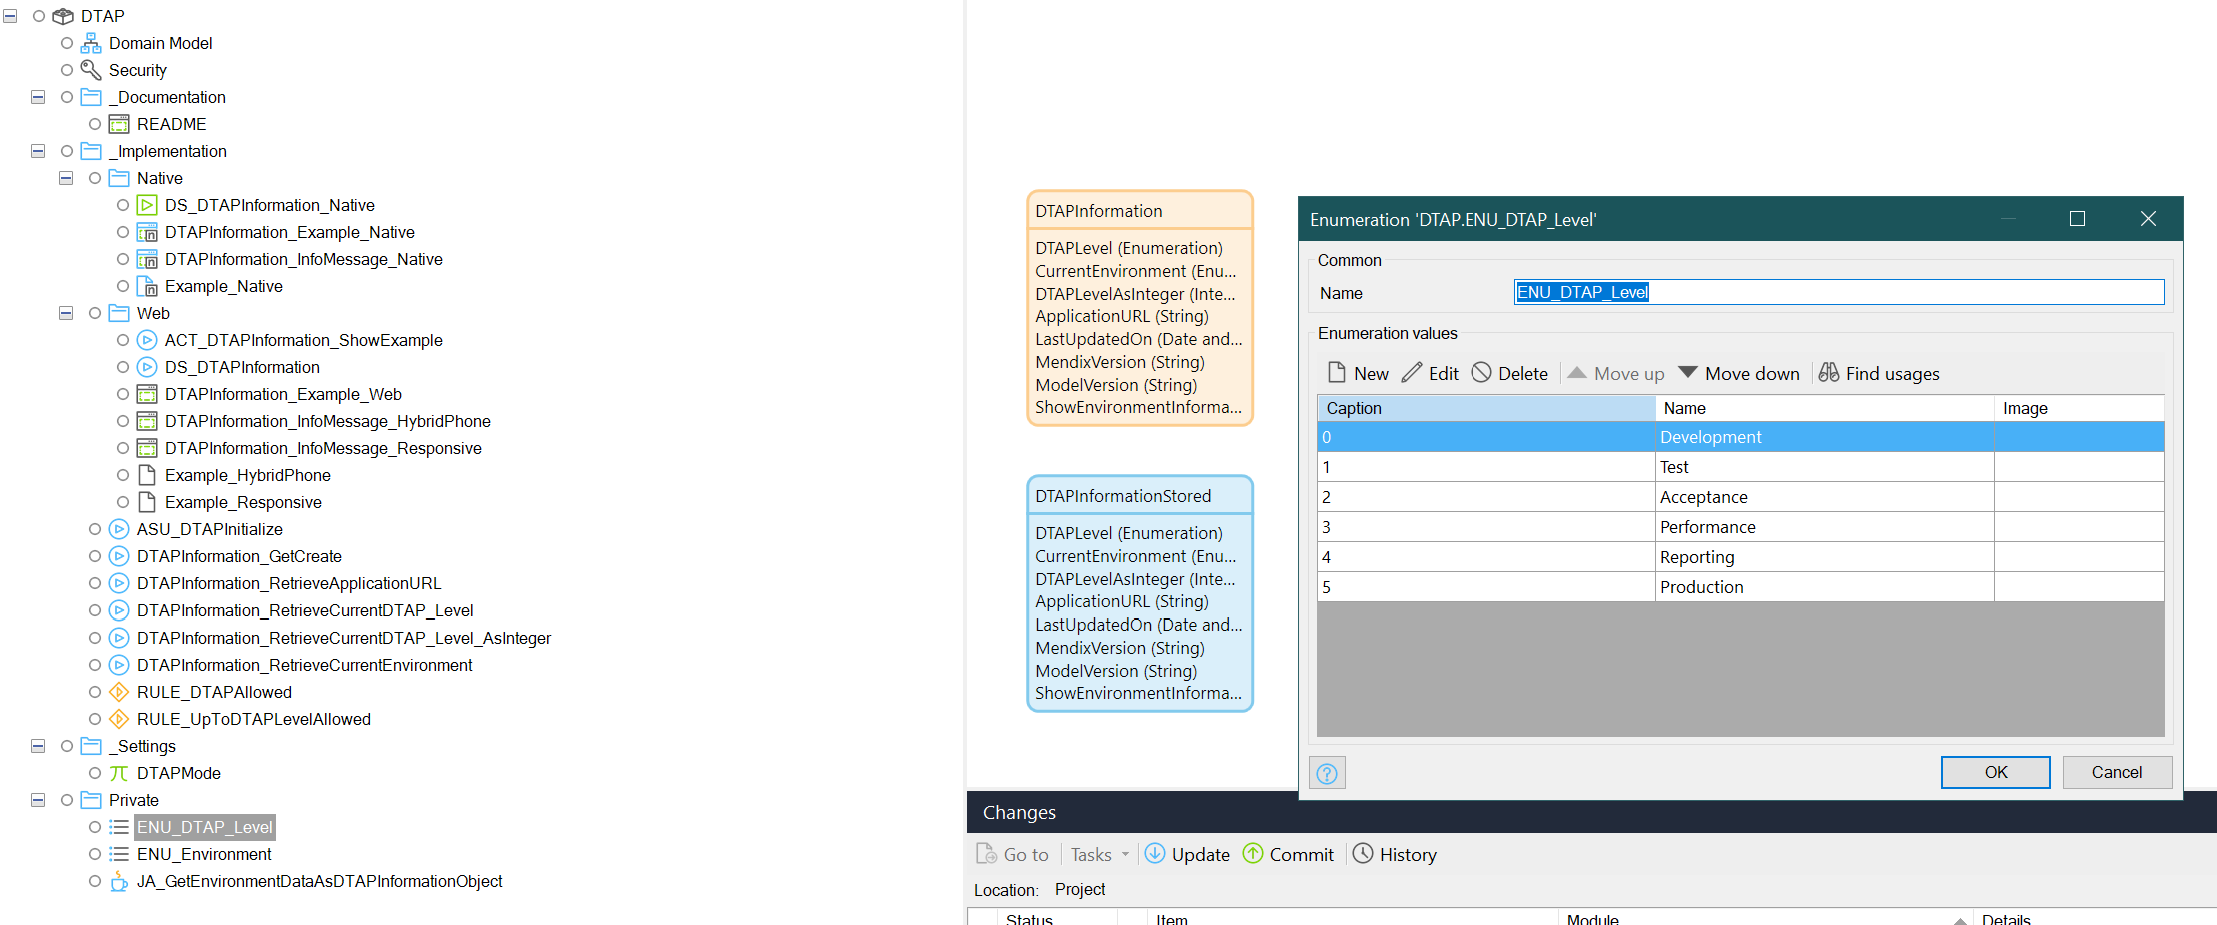 DTAP
Domain Model
Security
_Documentation
README
_Implementation
Native
DS_DTAPInformation_Native
DTAPInformation_Example_Native
DTAPInformation_InfoMessage_Native
Example_Native
Web
ACT_DTAPInformation_ShowExample
DS_DTAPInformation
DTAPInformation_Example_Web
DTAPInformation_InfoMessage_HybridPhone
DTAPInformation_InfoMessage_Responsive
Example_HybridPhone
Example_Responsive
ASU_DTAPInitialize
DTAPInformation_GetCreate
DTAPInformation_RetrieveApplicationURL
DTAPInformation_RetrieveCurrentDTAP_Level
DTAPInformation_RetrieveCurrentDTAP_Level_AsInteger
DTAPInformation_RetrieveCurrentEnvironment
RULE_DTAPAllowed
RULE_UpToDTAPLevelAllowed
_Settings
DTAPMode
Private
ENU_DTAP_Level
ENU_Environment
JA_GetEnvironmentDataAsDTAPInformationObject
DTAPInformation
DTAPLevel (Enumeration)
CurrentEnvironment (Enu...
DTAPLevelAsInteger (Inte...
ApplicationURL (String)
LastUpdatedOn (Date and...
MendixVersion (String)
ModelVersion (String)
ShowEnvironmentInforma...
DTAPInformationStored
DTAPLevel (Enumeration)
CurrentEnvironment (Enu...
DTAPLevelAsInteger (Inte...
ApplicationURL (String)
LastUpdatedOn (Date and...
MendixVersion (String)
ModelVersion (String)
ShowEnvironmentInforma...
Enumeration 'DTAP.ENU_DTAP_Level'
Common
Name ENU_DTAP_Level
Enumeration values
New Edit Delete Move up Move down Find usages
Caption Name Image
0 Development
1 Test
2 Acceptance
3 Performance
4 Reporting
5 Production
? OK Cancel
Changes
Go to Tasks Update Commit History
Location: Project
Status Item Module Details